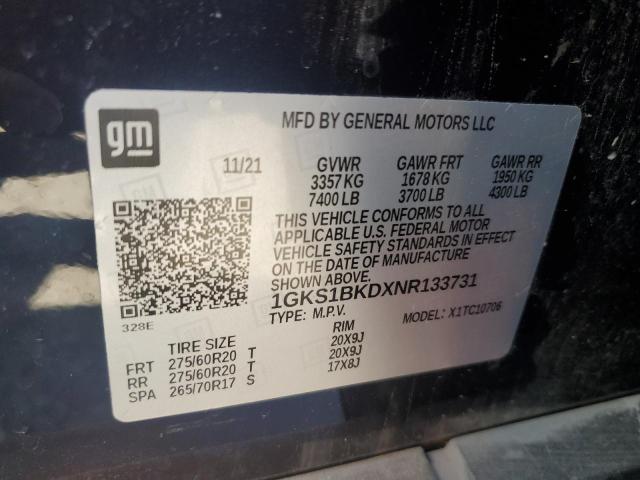 gm
MFD BY GENERAL MOTORS LLC
11/21 GVWR GAWR FRT GAWR RR
3357 KG 1678 KG 1950 KG
7400 LB 3700 LB 4300 LB
THIS VEHICLE CONFORMS TO ALL
APPLICABLE U.S. FEDERAL MOTOR
VEHICLE SAFETY STANDARDS IN EFFECT
ON THE DATE OF MANUFACTURE
SHOWN ABOVE.
1GKS1BKDXNR133731
TYPE: M.P.V. MODEL: X1TC10706
328E
TIRE SIZE RIM
FRT 275/60R20 T 20X9J
RR 275/60R20 T 20X9J
SPA 265/70R17 S 17X8J